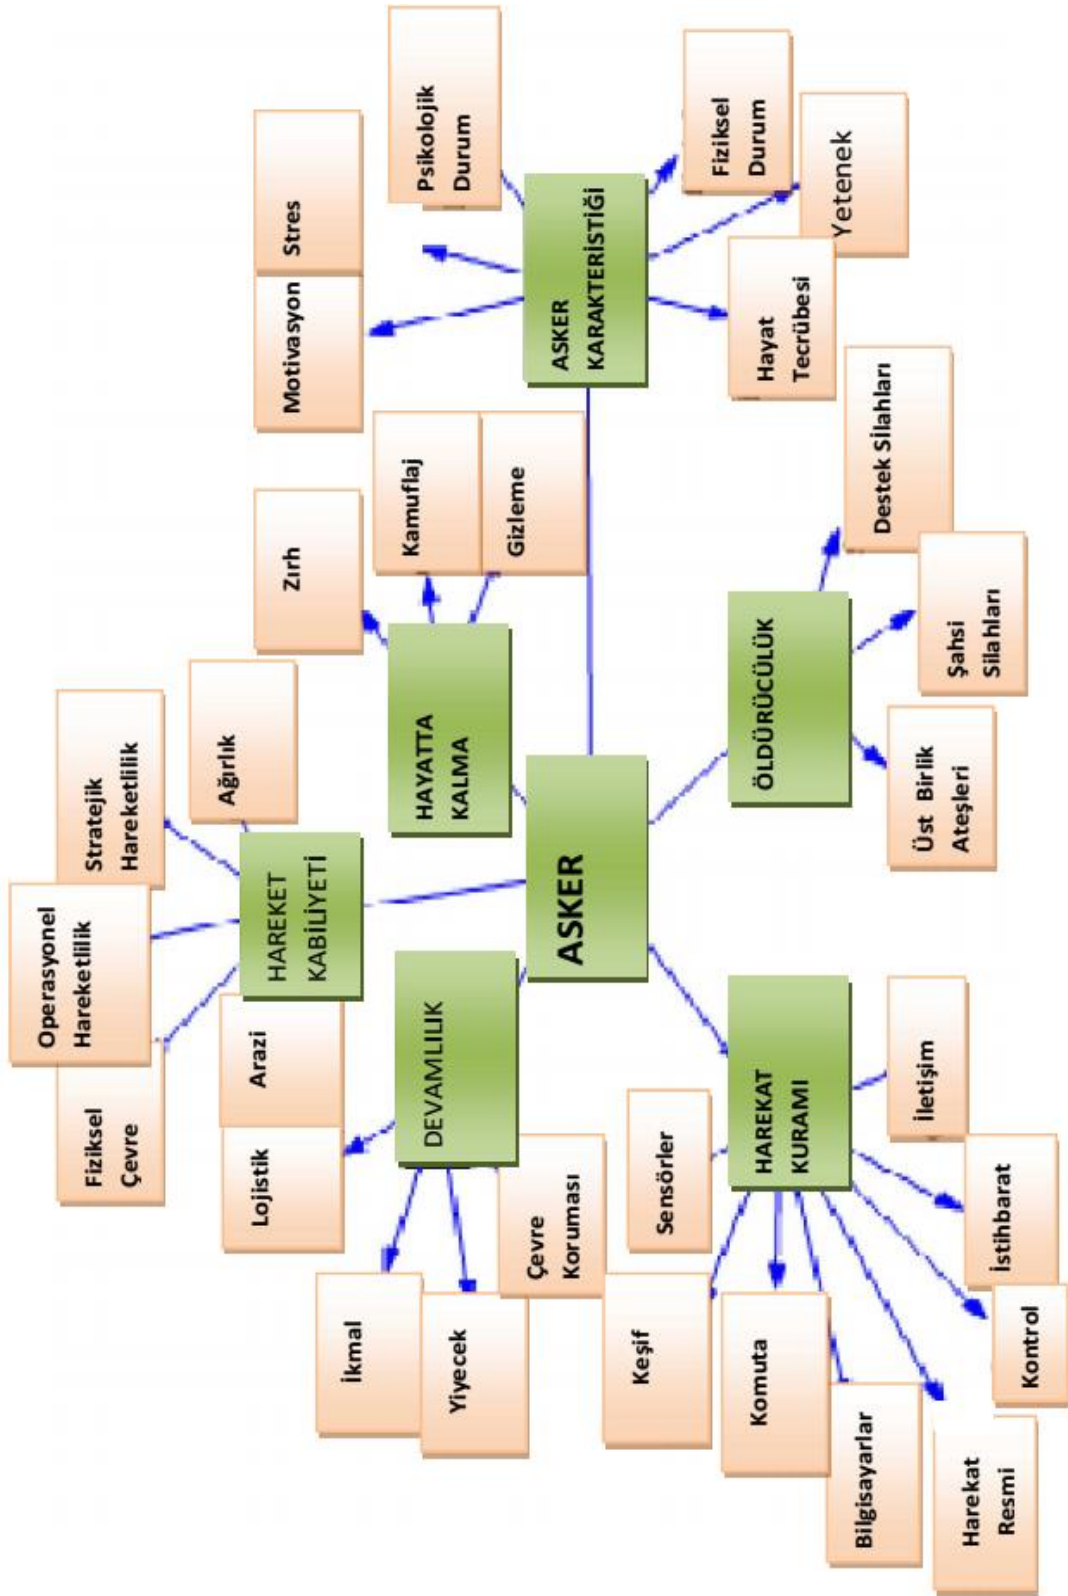 Fiziksel
Çevre
Operasyonel
Hareketlilik
Stratejik
Hareketlilik
Ağırlık
Arazi
Lojistik
HAREKET
KABİLİYETİ
Zırh
Motivasyon
Stres
İkmal
Yiyecek
Çevre
Koruması
DEVAMLILIK
HAYATTA
KALMA
Kamuflaj
Gizleme
Psikolojik
Durum
ASKER
ASKER
KARAKTERİSTİĞİ
Fiziksel
Durum
Yetenek
Hayat
Tecrübesi
Keşif
Sensörler
Komuta
Bilgisayarlar
Harekat
Resmi
HAREKAT
KURAMI
Kontrol
İstihbarat
İletişim
ÖLDÜRÜCÜLÜK
Üst Birlik
Ateşleri
Şahsi
Silahları
Destek Silahları